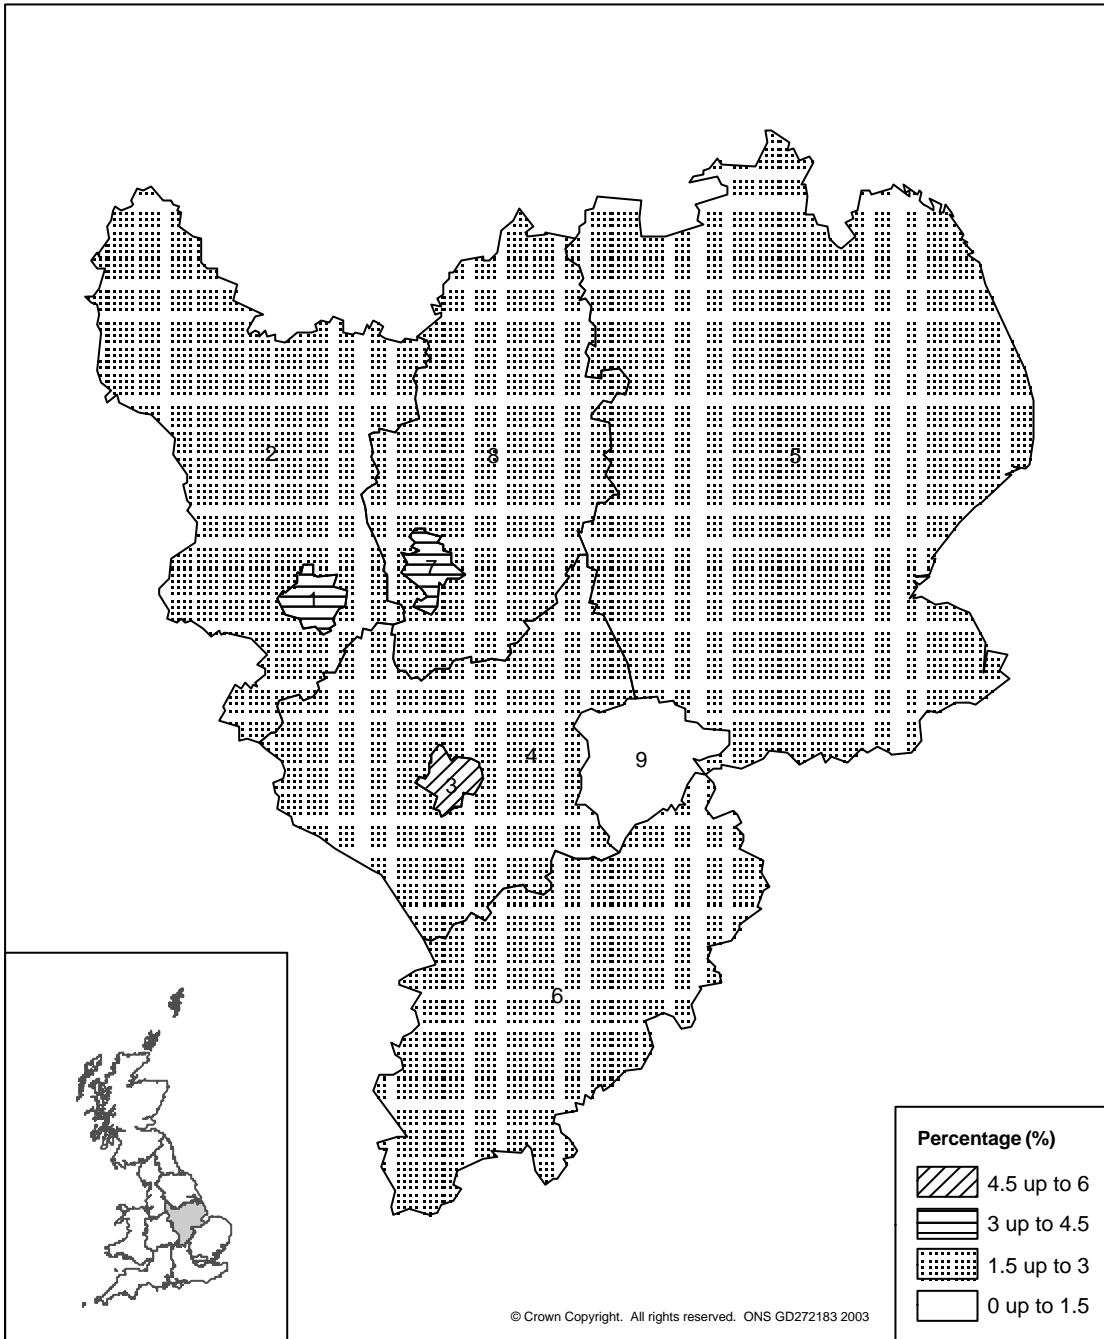 2
8
5
7
1
4
9
3
6
Percentage (%)
4.5 up to 6
3 up to 4.5
1.5 up to 3
0 up to 1.5
© Crown Copyright. All rights reserved. ONS GD272183 2003